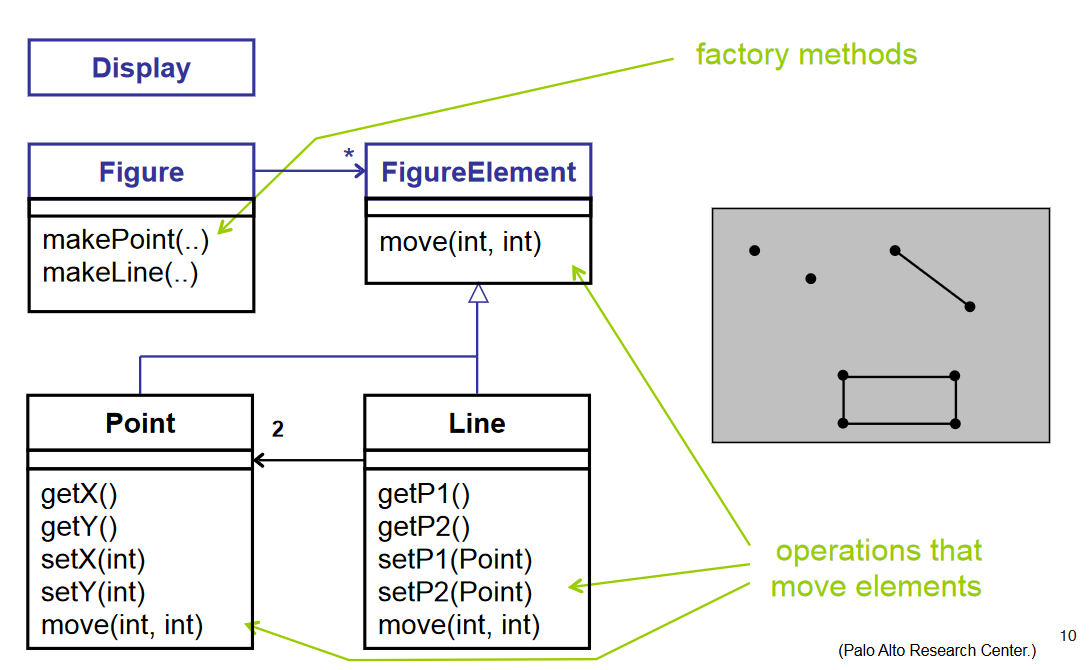 Display
factory methods
Figure
*
FigureElement
makePoint(..)
makeLine(..)
move(int, int)
Point
2
Line
getX()
getY()
setX(int)
setY(int)
move(int, int)
getP1()
getP2()
setP1(Point)
setP2(Point)
move(int, int)
operations that
move elements
10
(Palo Alto Research Center.)